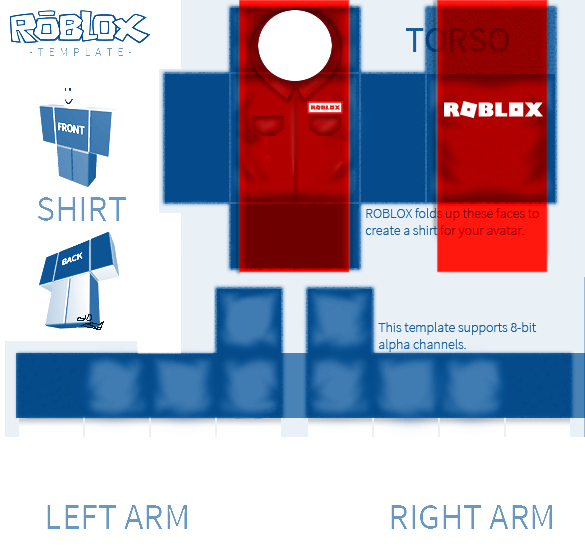 ROBLOX
-TEMPLATE-
TORSO
ROBLOX
ROBLOX
FRONT
SHIRT
ROBLOX folds up these faces to
create a shirt for your avatar.
BACK
This template supports 8-bit
alpha channels.
LEFT ARM
RIGHT ARM